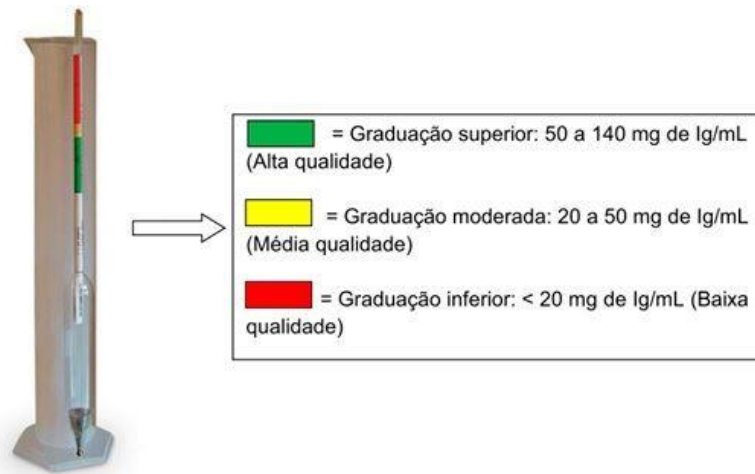 = Graduação superior: 50 a 140 mg de Ig/mL
(Alta qualidade)
= Graduação moderada: 20 a 50 mg de Ig/mL
(Média qualidade)
= Graduação inferior: < 20 mg de Ig/mL (Baixa
qualidade)